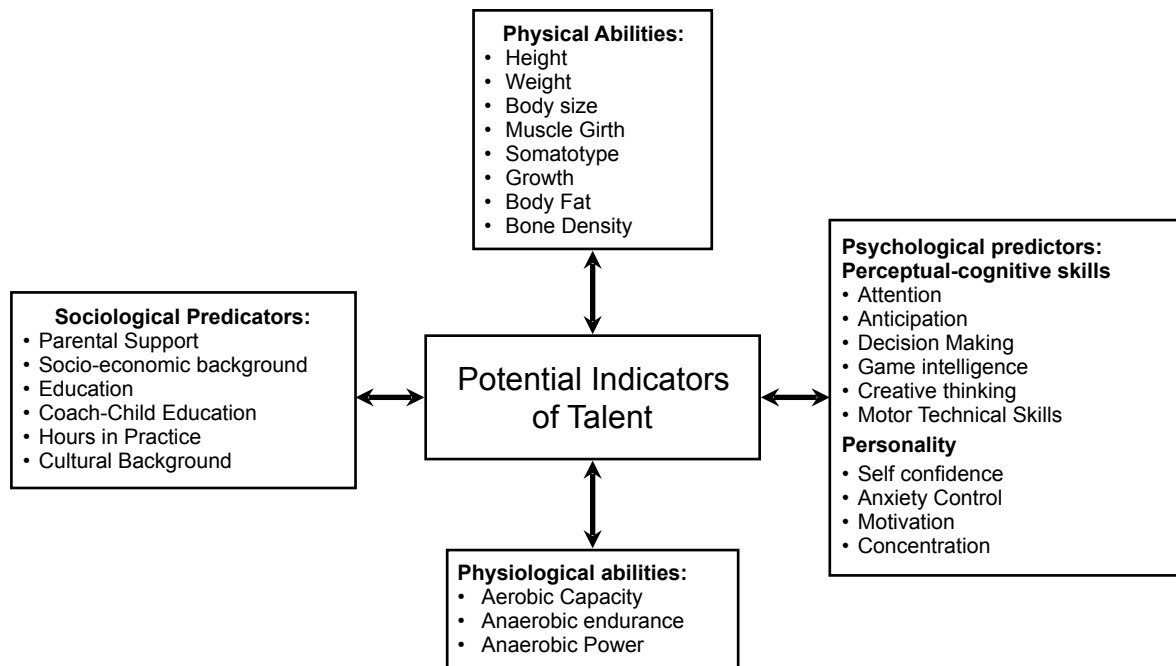 Physical Abilities:
• Height
• Weight
• Body size
• Muscle Girth
• Somatotype
• Growth
• Body Fat
• Bone Density
Sociological Predicators:
• Parental Support
• Socio-economic background
• Education
• Coach-Child Education
• Hours in Practice
• Cultural Background
Potential Indicators
of Talent
Psychological predictors:
Perceptual-cognitive skills
• Attention
• Anticipation
• Decision Making
• Game intelligence
• Creative thinking
• Motor Technical Skills
Personality
• Self confidence
• Anxiety Control
• Motivation
• Concentration
Physiological abilities:
• Aerobic Capacity
• Anaerobic endurance
• Anaerobic Power